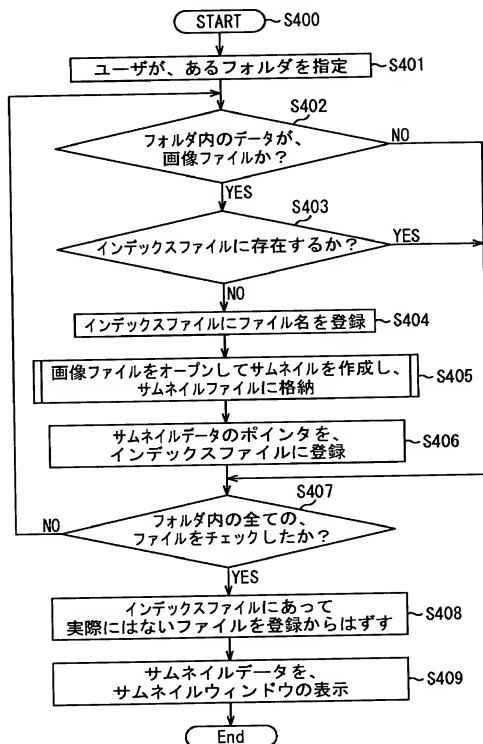 START
S400
ユーザが、あるフォルダを指定
S401
S402
フォルダ内のデータが、
画像ファイルか？
NO
YES
S403
インデックスファイルに存在するか？
YES
NO
インデックスファイルにファイル名を登録
S404
画像ファイルをオープンしてサムネイルを作成し、
サムネイルファイルに格納
S405
サムネイルデータのポインタを、
インデックスファイルに登録
S406
S407
フォルダ内の全ての、
ファイルをチェックしたか？
NO
YES
インデックスファイルにあって
実際にはないファイルを登録からはずす
S408
サムネイルデータを、
サムネイルウィンドウの表示
S409
End